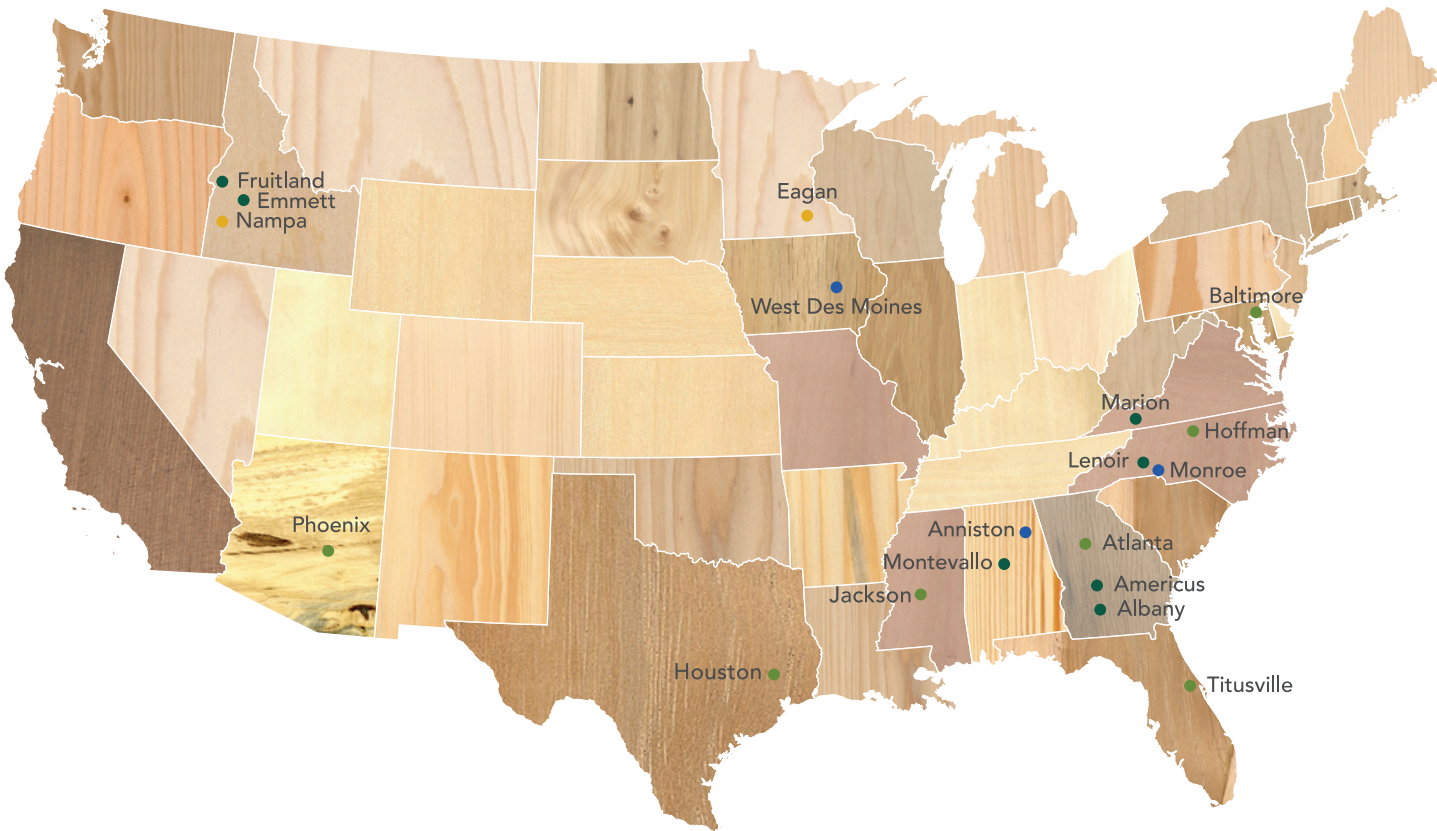 Fruitland
Emmett
Nampa
Eagan
West Des Moines
Baltimore
Marion
Hoffman
Lenoir
Monroe
Phoenix
Anniston
Atlanta
Montevallo
Americus
Jackson
Albany
Houston
Titusville